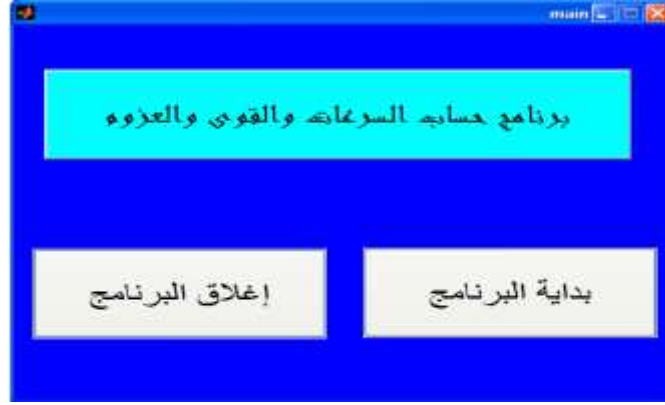 main
برنامج حساب السرعات والقوى والعزوم
بداية البرنامج
إغلاق البرنامج